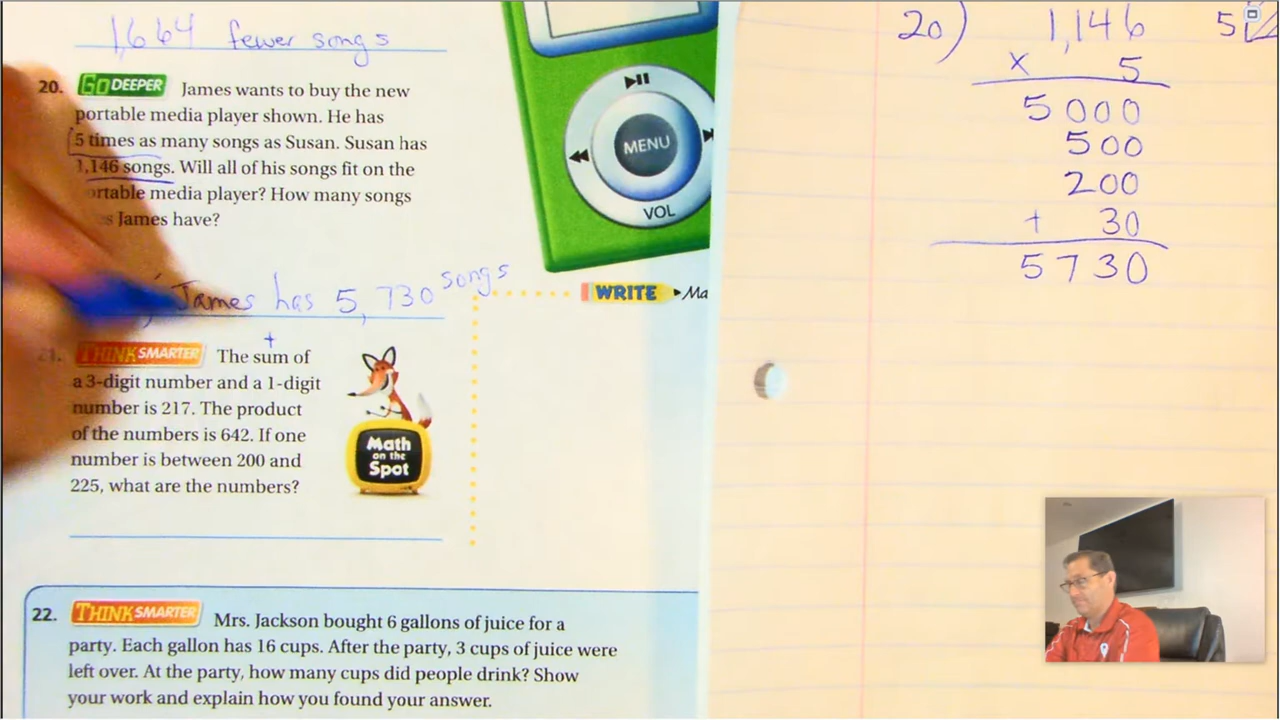 1,664 fewer songs
20. GO DEEPER James wants to buy the new
portable media player shown. He has
5 times as many songs as Susan. Susan has
1,146 songs. Will all of his songs fit on the
portable media player? How many songs
James have?
James has 5,730 songs
THINK SMARTER The sum of
+
a 3-digit number and a 1-digit
number is 217. The product
of the numbers is 642. If one
number is between 200 and
225, what are the numbers?
Math
on the
Spot
22. THINK SMARTER Mrs. Jackson bought 6 gallons of juice for a
party. Each gallon has 16 cups. After the party, 3 cups of juice were
left over. At the party, how many cups did people drink? Show
your work and explain how you found your answer.
MENU
VOL
WRITE Ma
20) 1,146
x 5
5000
500
200
+ 30
5730
5